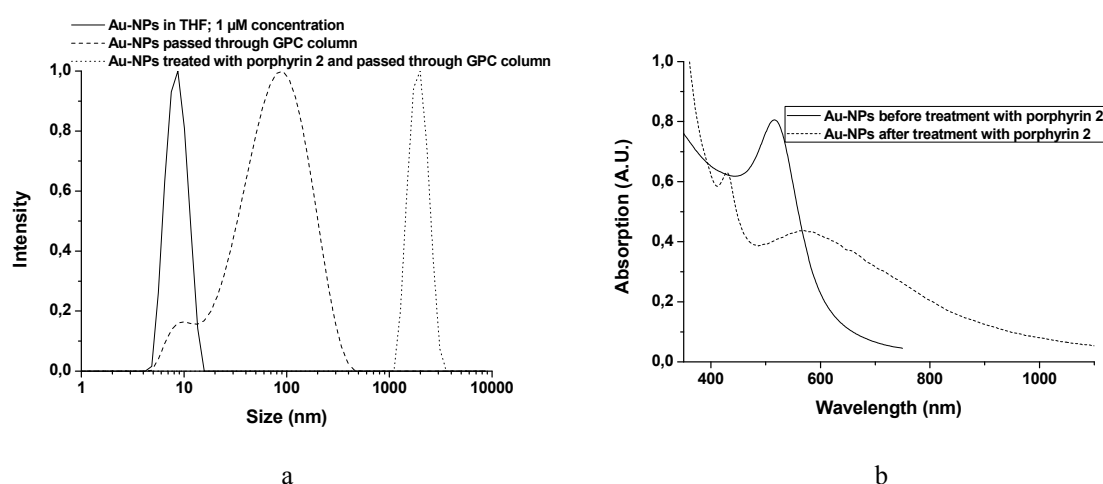 Au-NPs in THF; 1 µM concentration
Au-NPs passed through GPC column
Au-NPs treated with porphyrin 2 and passed through GPC column
1,0
0,8
0,6
0,4
0,2
0,0
Intensity
1 10 100 1000 10000
Size (nm)
a
1,0
0,8
0,6
0,4
0,2
0,0
Absorption (A.U.)
Au-NPs before treatment with porphyrin 2
Au-NPs after treatment with porphyrin 2
400 600 800 1000
Wavelength (nm)
b